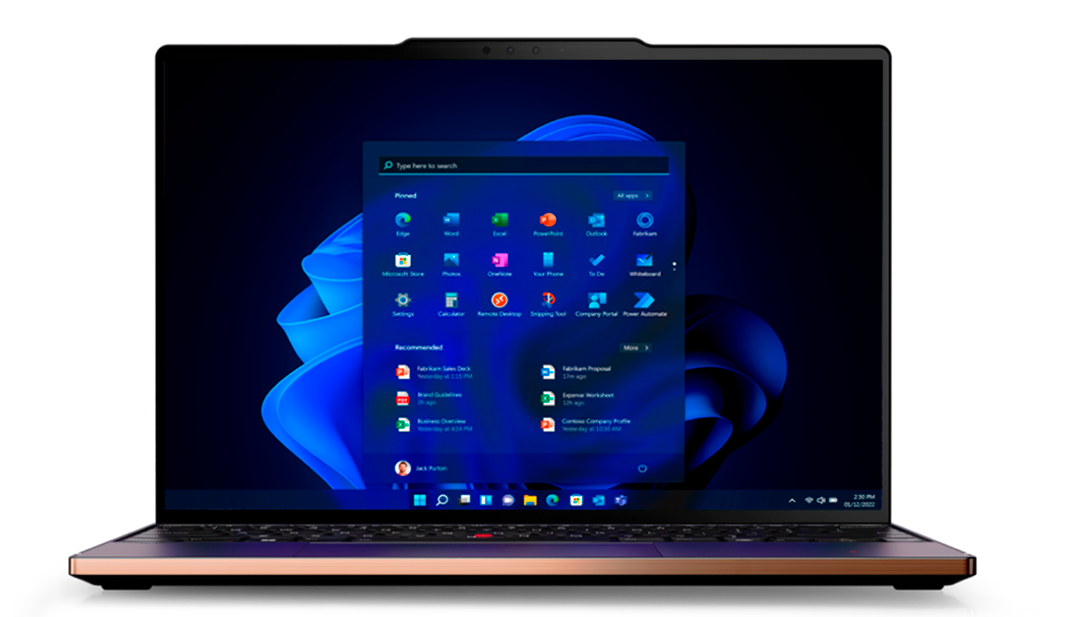 Type here to search
Pinned
All apps >
Edge Word Excel PowerPoint Outlook Fabrikam
Microsoft Store Photos OneNote Your Phone To Do Whiteboard
Settings Calculator Remote Desktop Snipping Tool Company Portal Power Automate
Recommended
More >
Fabrikam Sales Deck
Yesterday at 1:15 PM
Fabrikam Proposal
17m ago
Brand Guidelines
2h ago
Expense Worksheet
12h ago
Business Overview
Yesterday at 4:24 PM
Contoso Company Profile
Yesterday at 10:50 AM
Jack Purton
2:30 PM
01/12/2022